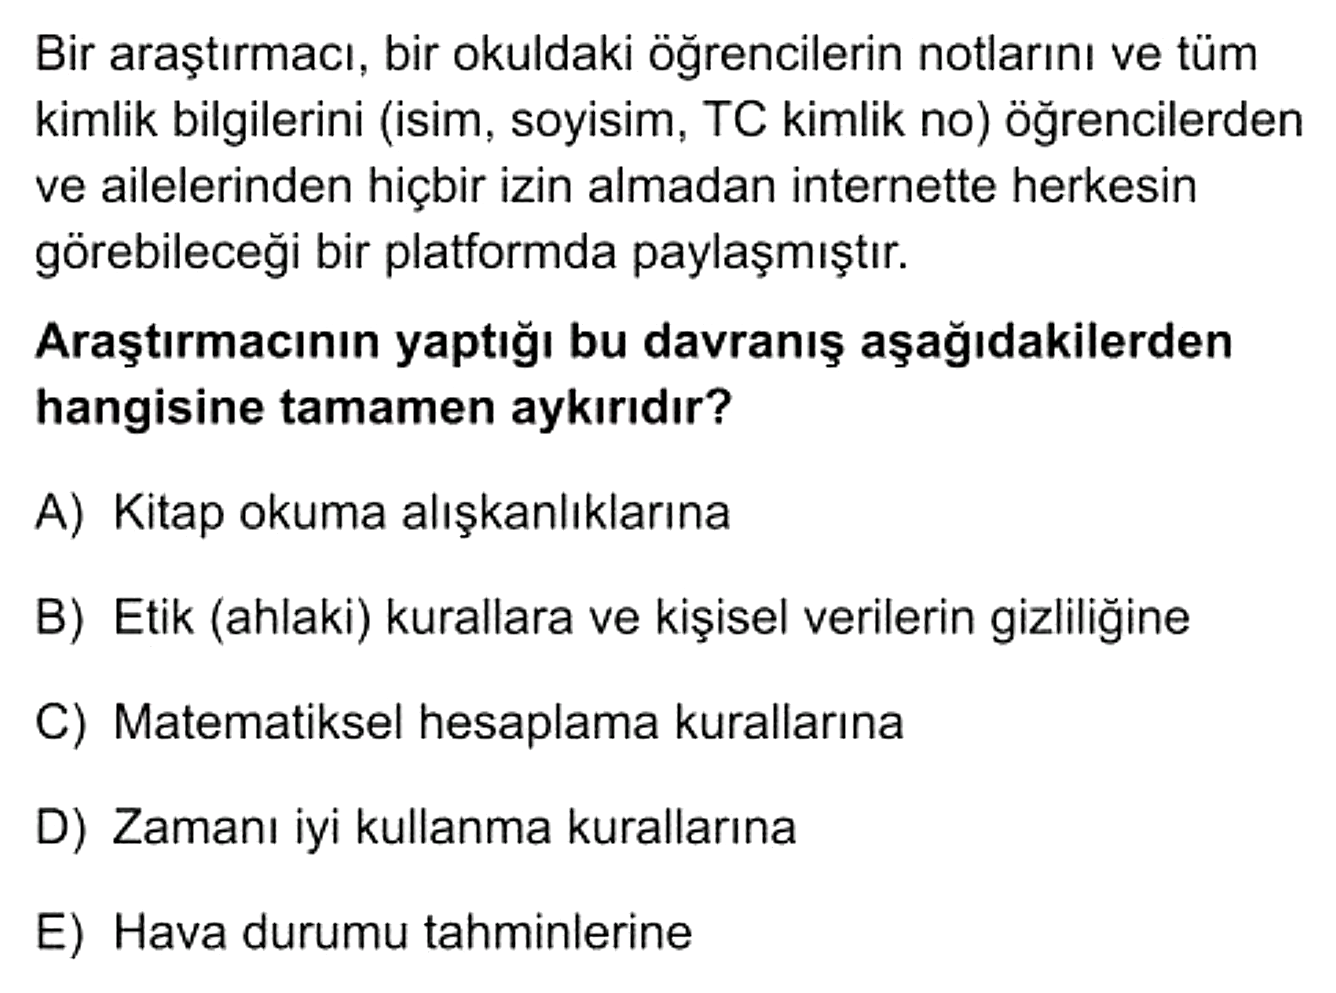 Bir araştırmacı, bir okuldaki öğrencilerin notlarını ve tüm
kimlik bilgilerini (isim, soyisim, TC kimlik no) öğrencilerden
ve ailelerinden hiçbir izin almadan internette herkesin
görebileceği bir platformda paylaşmıştır.
Araştırmacının yaptığı bu davranış aşağıdakilerden
hangisine tamamen aykırıdır?
A) Kitap okuma alışkanlıklarına
B) Etik (ahlaki) kurallara ve kişisel verilerin gizliliğine
C) Matematiksel hesaplama kurallarına
D) Zamanı iyi kullanma kurallarına
E) Hava durumu tahminlerine